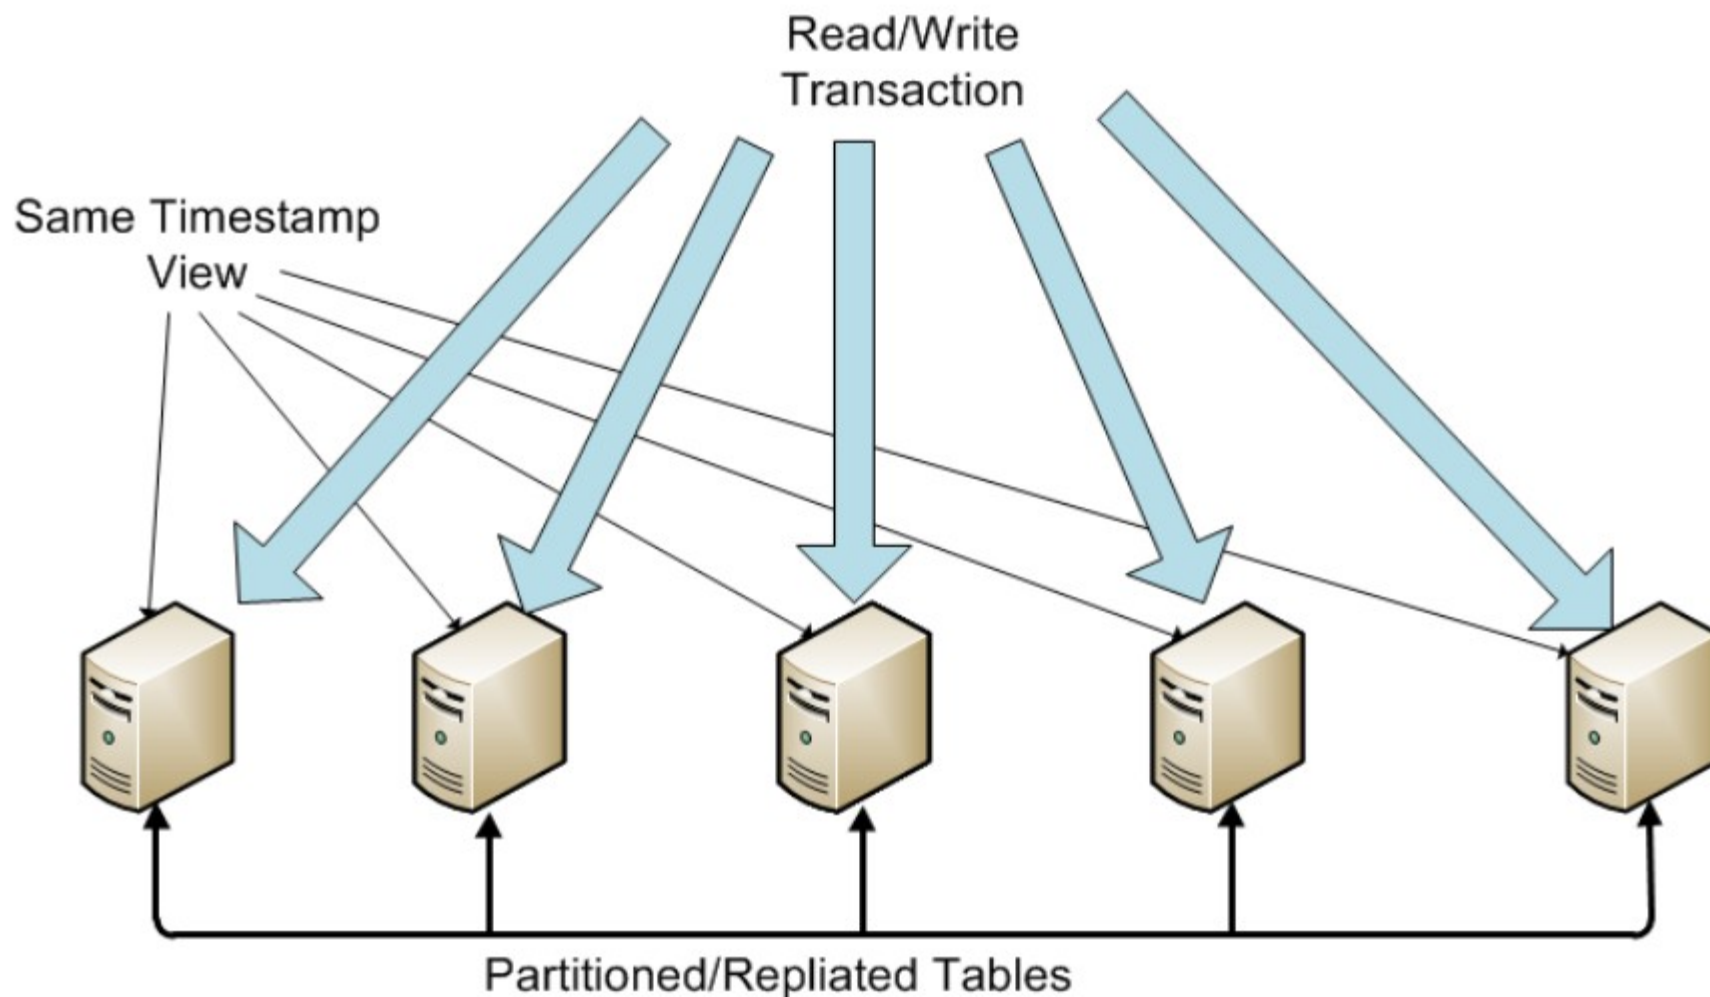 Read/Write
Transaction
Same Timestamp
View
Partitioned/Repliated Tables